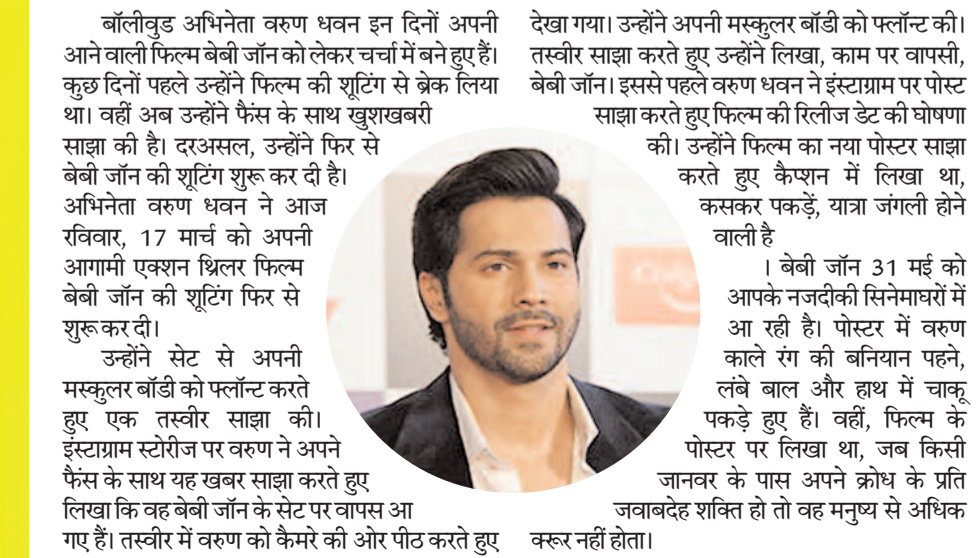 बॉलीवुड अभिनेता वरुण धवन इन दिनों अपनी
आने वाली फिल्म बेबी जॉन को लेकर चर्चा में बने हुए हैं।
कुछ दिनों पहले उन्होंने फिल्म की शूटिंग से ब्रेक लिया
था। वहीं अब उन्होंने फैंस के साथ खुशखबरी
साझा की है। दरअसल, उन्होंने फिर से
बेबी जॉन की शूटिंग शुरू कर दी है।
अभिनेता वरुण धवन ने आज
रविवार, 17 मार्च को अपनी
आगामी एक्शन थ्रिलर फिल्म
बेबी जॉन की शूटिंग फिर से
शुरू कर दी।
उन्होंने सेट से अपनी
मस्कुलर बॉडी को फ्लॉन्ट करते
हुए एक तस्वीर साझा की।
इंस्टाग्राम स्टोरीज पर वरुण ने अपने
फैंस के साथ यह खबर साझा करते हुए
लिखा कि वह बेबी जॉन के सेट पर वापस आ
गए हैं। तस्वीर में वरुण को कैमरे की ओर पीठ करते हुए
देखा गया। उन्होंने अपनी मस्कुलर बॉडी को फ्लॉन्ट की।
तस्वीर साझा करते हुए उन्होंने लिखा, काम पर वापसी,
बेबी जॉन। इससे पहले वरुण धवन ने इंस्टाग्राम पर पोस्ट
साझा करते हुए फिल्म की रिलीज डेट की घोषणा
की। उन्होंने फिल्म का नया पोस्टर साझा
करते हुए कैप्शन में लिखा था,
कसकर पकड़ें, यात्रा जंगली होने
वाली है
। बेबी जॉन 31 मई को
आपके नजदीकी सिनेमाघरों में
आ रही है। पोस्टर में वरुण
काले रंग की बनियान पहने,
लंबे बाल और हाथ में चाकू
पकड़े हुए हैं। वहीं, फिल्म के
पोस्टर पर लिखा था, जब किसी
जानवर के पास अपने क्रोध के प्रति
जवाबदेह शक्ति हो तो वह मनुष्य से अधिक
क्रूर नहीं होता।